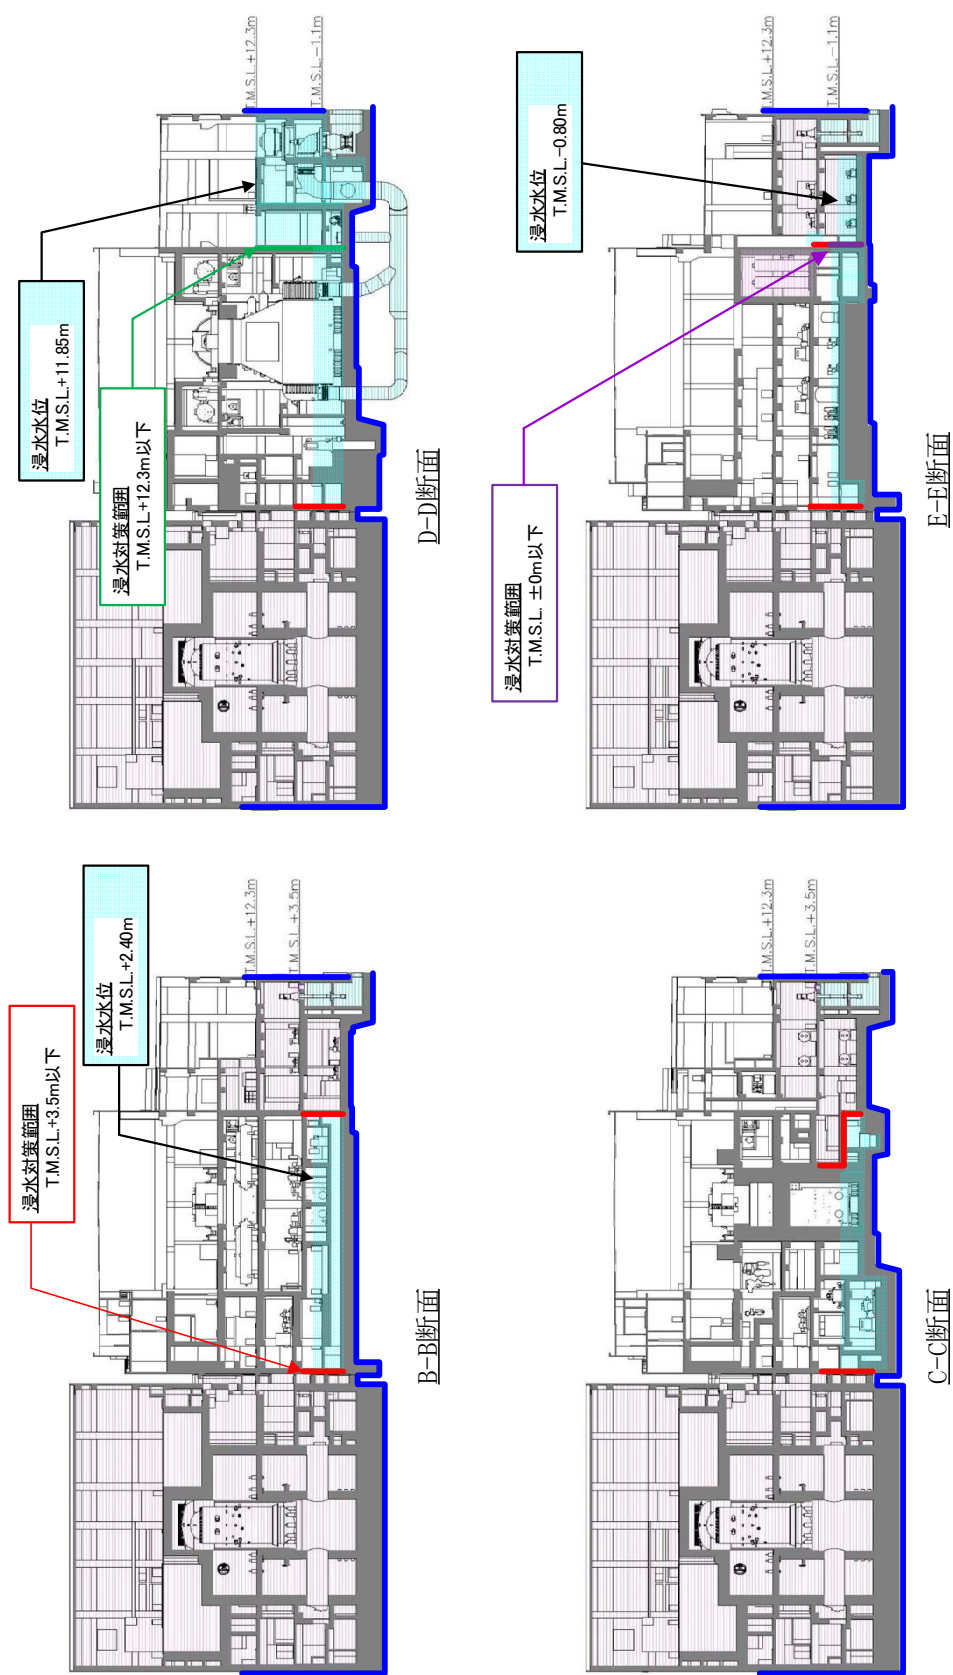 浸水対策範囲
T.M.S.L.+3.5m以下
浸水水位
T.M.S.L.+2.40m
T.M.S.L.+12.3m
T.M.S.L.+3.5m
B-B断面
浸水水位
T.M.S.L.+11.85m
浸水対策範囲
T.M.S.L.+12.3m以下
T.M.S.L.+12.3m
T.M.S.L.-1.1m
D-D断面
T.M.S.L.+12.3m
T.M.S.L.+3.5m
C-C断面
浸水対策範囲
T.M.S.L. ±0m以下
浸水水位
T.M.S.L.-0.80m
T.M.S.L.+12.3m
T.M.S.L.-1.1m
E-E断面